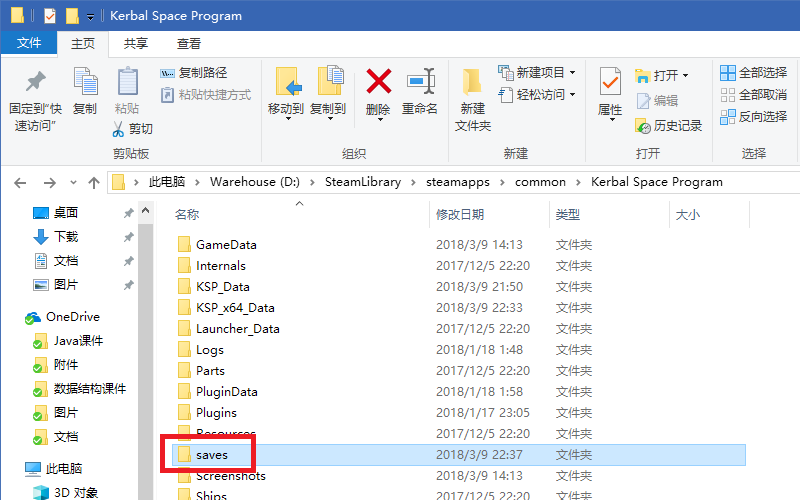 Kerbal Space Program
文件 主页 共享 查看
固定到"快速访问"
复制
粘贴
复制路径
粘贴快捷方式
剪切
剪贴板
移动到 复制到 删除 重命名
组织
新建文件夹
新建项目
轻松访问
新建
属性
打开
编辑
历史记录
打开
全部选择
全部取消
反向选择
选择
此电脑 > Warehouse (D:) > SteamLibrary > steamapps > common > Kerbal Space Program
桌面
下载
文档
图片
OneDrive
Java课件
附件
数据结构课件
图片
文档
此电脑
3D 对象
名称 修改日期 类型 大小
GameData 2018/3/9 14:13 文件夹
Internals 2017/12/5 22:20 文件夹
KSP_Data 2018/3/9 21:50 文件夹
KSP_x64_Data 2018/3/9 22:33 文件夹
Launcher_Data 2017/12/5 22:20 文件夹
Logs 2018/1/18 1:48 文件夹
Parts 2017/12/5 22:20 文件夹
PluginData 2018/1/18 1:58 文件夹
Plugins 2018/1/17 23:05 文件夹
Resources 2017/12/5 22:20 文件夹
saves 2018/3/9 22:37 文件夹
Screenshots 2018/3/9 14:13 文件夹
Ships 2017/12/5 22:20 文件夹